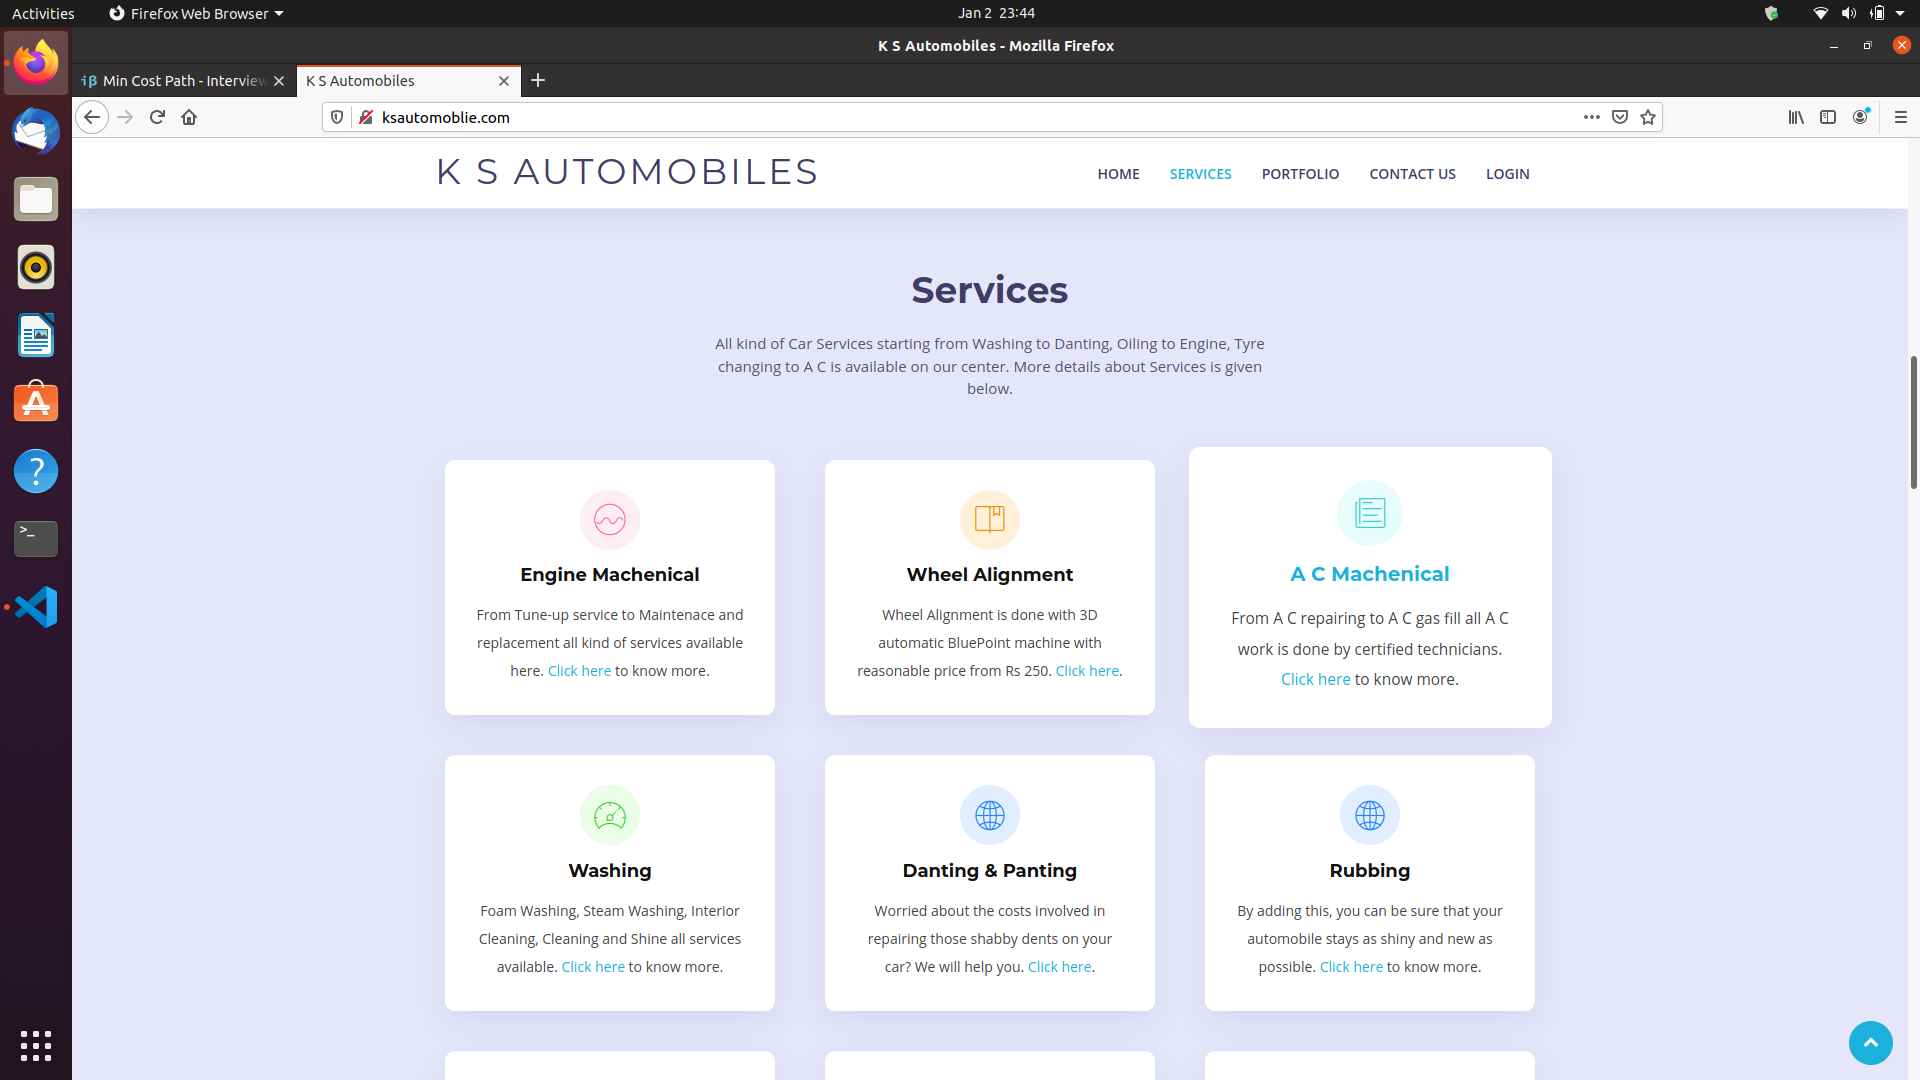 Activities
Firefox Web Browser
Jan 2 23:44
K S Automobiles - Mozilla Firefox
Min Cost Path - Interview
K S Automobiles
ksautomoblie.com
K S AUTOMOBILES
HOME
SERVICES
PORTFOLIO
CONTACT US
LOGIN
Services
All kind of Car Services starting from Washing to Danting, Oiling to Engine, Tyre
changing to A C is available on our center. More details about Services is given
below.
Engine Machenical
From Tune-up service to Maintenace and
replacement all kind of services available
here. Click here to know more.
Wheel Alignment
Wheel Alignment is done with 3D
automatic BluePoint machine with
reasonable price from Rs 250. Click here.
A C Machenical
From A C repairing to A C gas fill all A C
work is done by certified technicians.
Click here to know more.
Washing
Foam Washing, Steam Washing, Interior
Cleaning, Cleaning and Shine all services
available. Click here to know more.
Danting & Panting
Worried about the costs involved in
repairing those shabby dents on your
car? We will help you. Click here.
Rubbing
By adding this, you can be sure that your
automobile stays as shiny and new as
possible. Click here to know more.